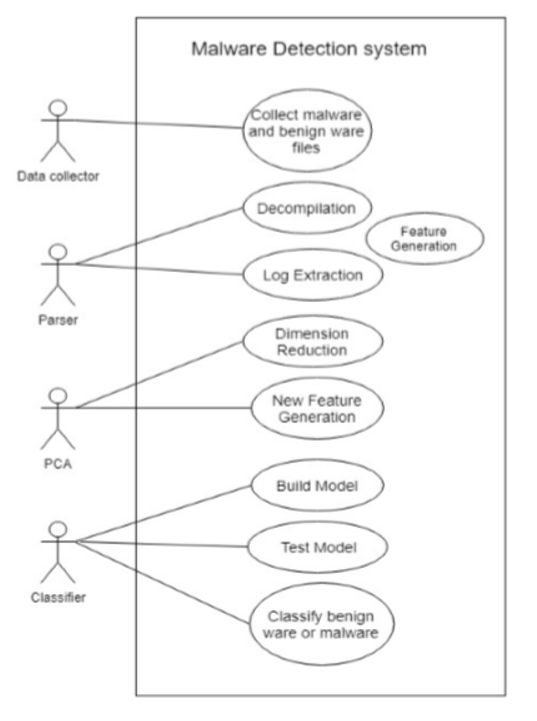 Malware Detection system
Collect malware
and benign ware
files
Data collector
Decompilation
Feature
Generation
Log Extraction
Parser
Dimension
Reduction
New Feature
Generation
PCA
Build Model
Test Model
Classifier
Classify benign
ware or malware